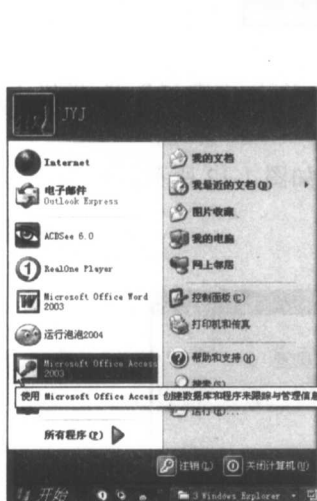 JYJ
Internet
电子邮件
Outlook Express
ACDSee 6.0
RealOne Player
Microsoft Office Word
2003
运行泡泡2004
Microsoft Office Access
2003
使用 Microsoft Office Access 创建数据库和程序来跟踪与管理信息
所有程序(P)
我的文档
我最近的文档(D)
图片收藏
我的电脑
网上邻居
控制面板(C)
打印机和传真
帮助和支持(H)
搜索(S)
运行(R)...
注销(L)
关闭计算机(U)
开始
3 Windows Explorer